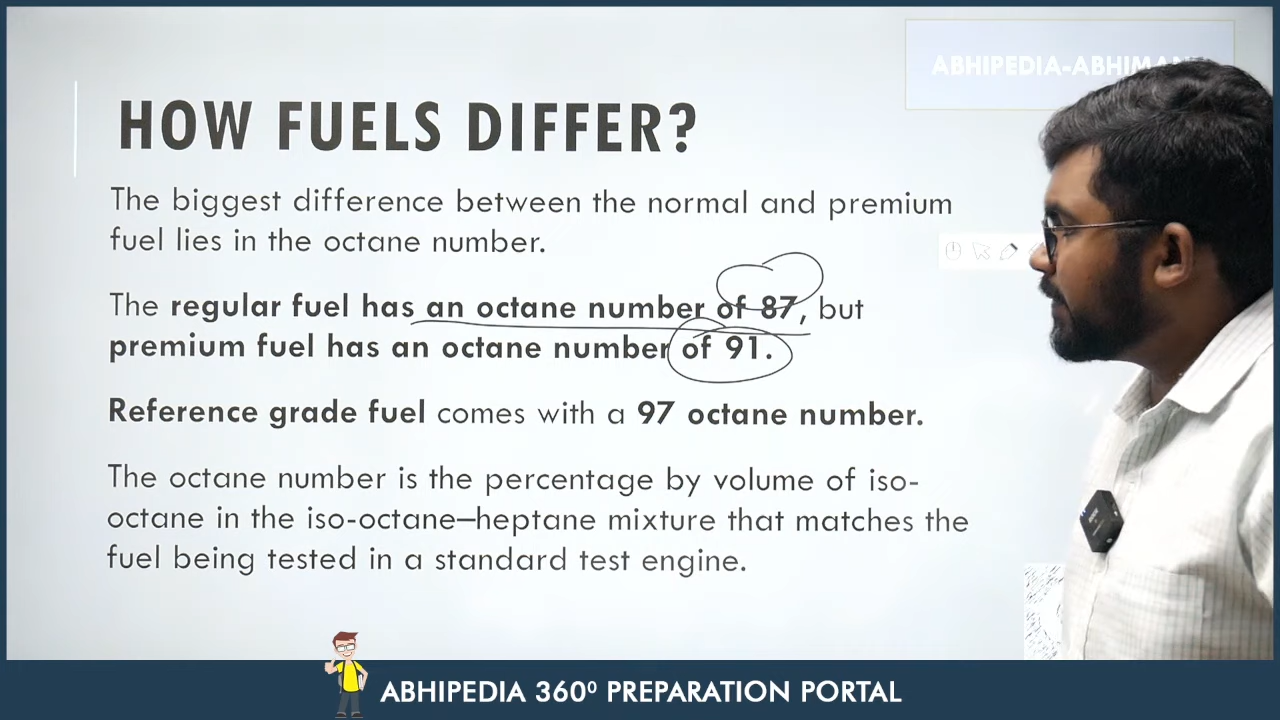 ABHIPEDIA-ABHIMAN
HOW FUELS DIFFER?
The biggest difference between the normal and premium
fuel lies in the octane number.
The regular fuel has an octane number of 87, but
premium fuel has an octane number of 91.
Reference grade fuel comes with a 97 octane number.
The octane number is the percentage by volume of iso-
octane in the iso-octane–heptane mixture that matches the
fuel being tested in a standard test engine.
ABHIPEDIA 360⁰ PREPARATION PORTAL